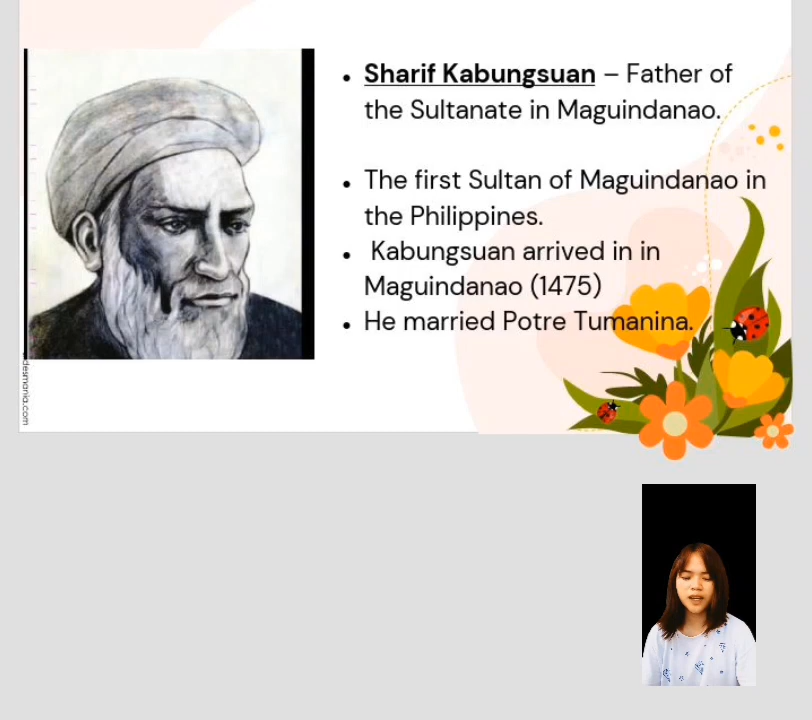 • Sharif Kabungsuan – Father of
the Sultanate in Maguindanao.
• The first Sultan of Maguindanao in
the Philippines.
• Kabungsuan arrived in in
Maguindanao (1475)
• He married Potre Tumanina.